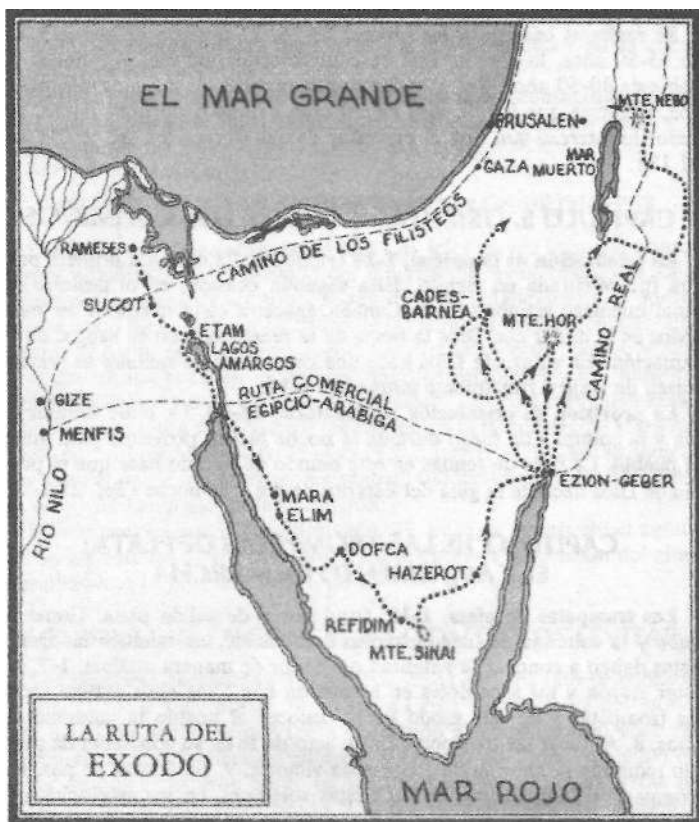 EL MAR GRANDE
MTE. NEBO
JERUSALEN
MAR
MUERTO
GAZA
RAMESES
CAMINO DE LOS FILISTEOS
SUCOT
CADES-
BARNEA
MTE. HOR
CAMINO REAL
ETAM
LAGOS
AMARGOS
RUTA COMERCIAL
EGIPCIO-ARABIGA
GIZE
MENFIS
RIO NILO
EZION-GEBER
MARA
ELIM
DOFCA
HAZEROT
REFIDIM
MTE. SINAI
LA RUTA DEL
EXODO
MAR ROJO